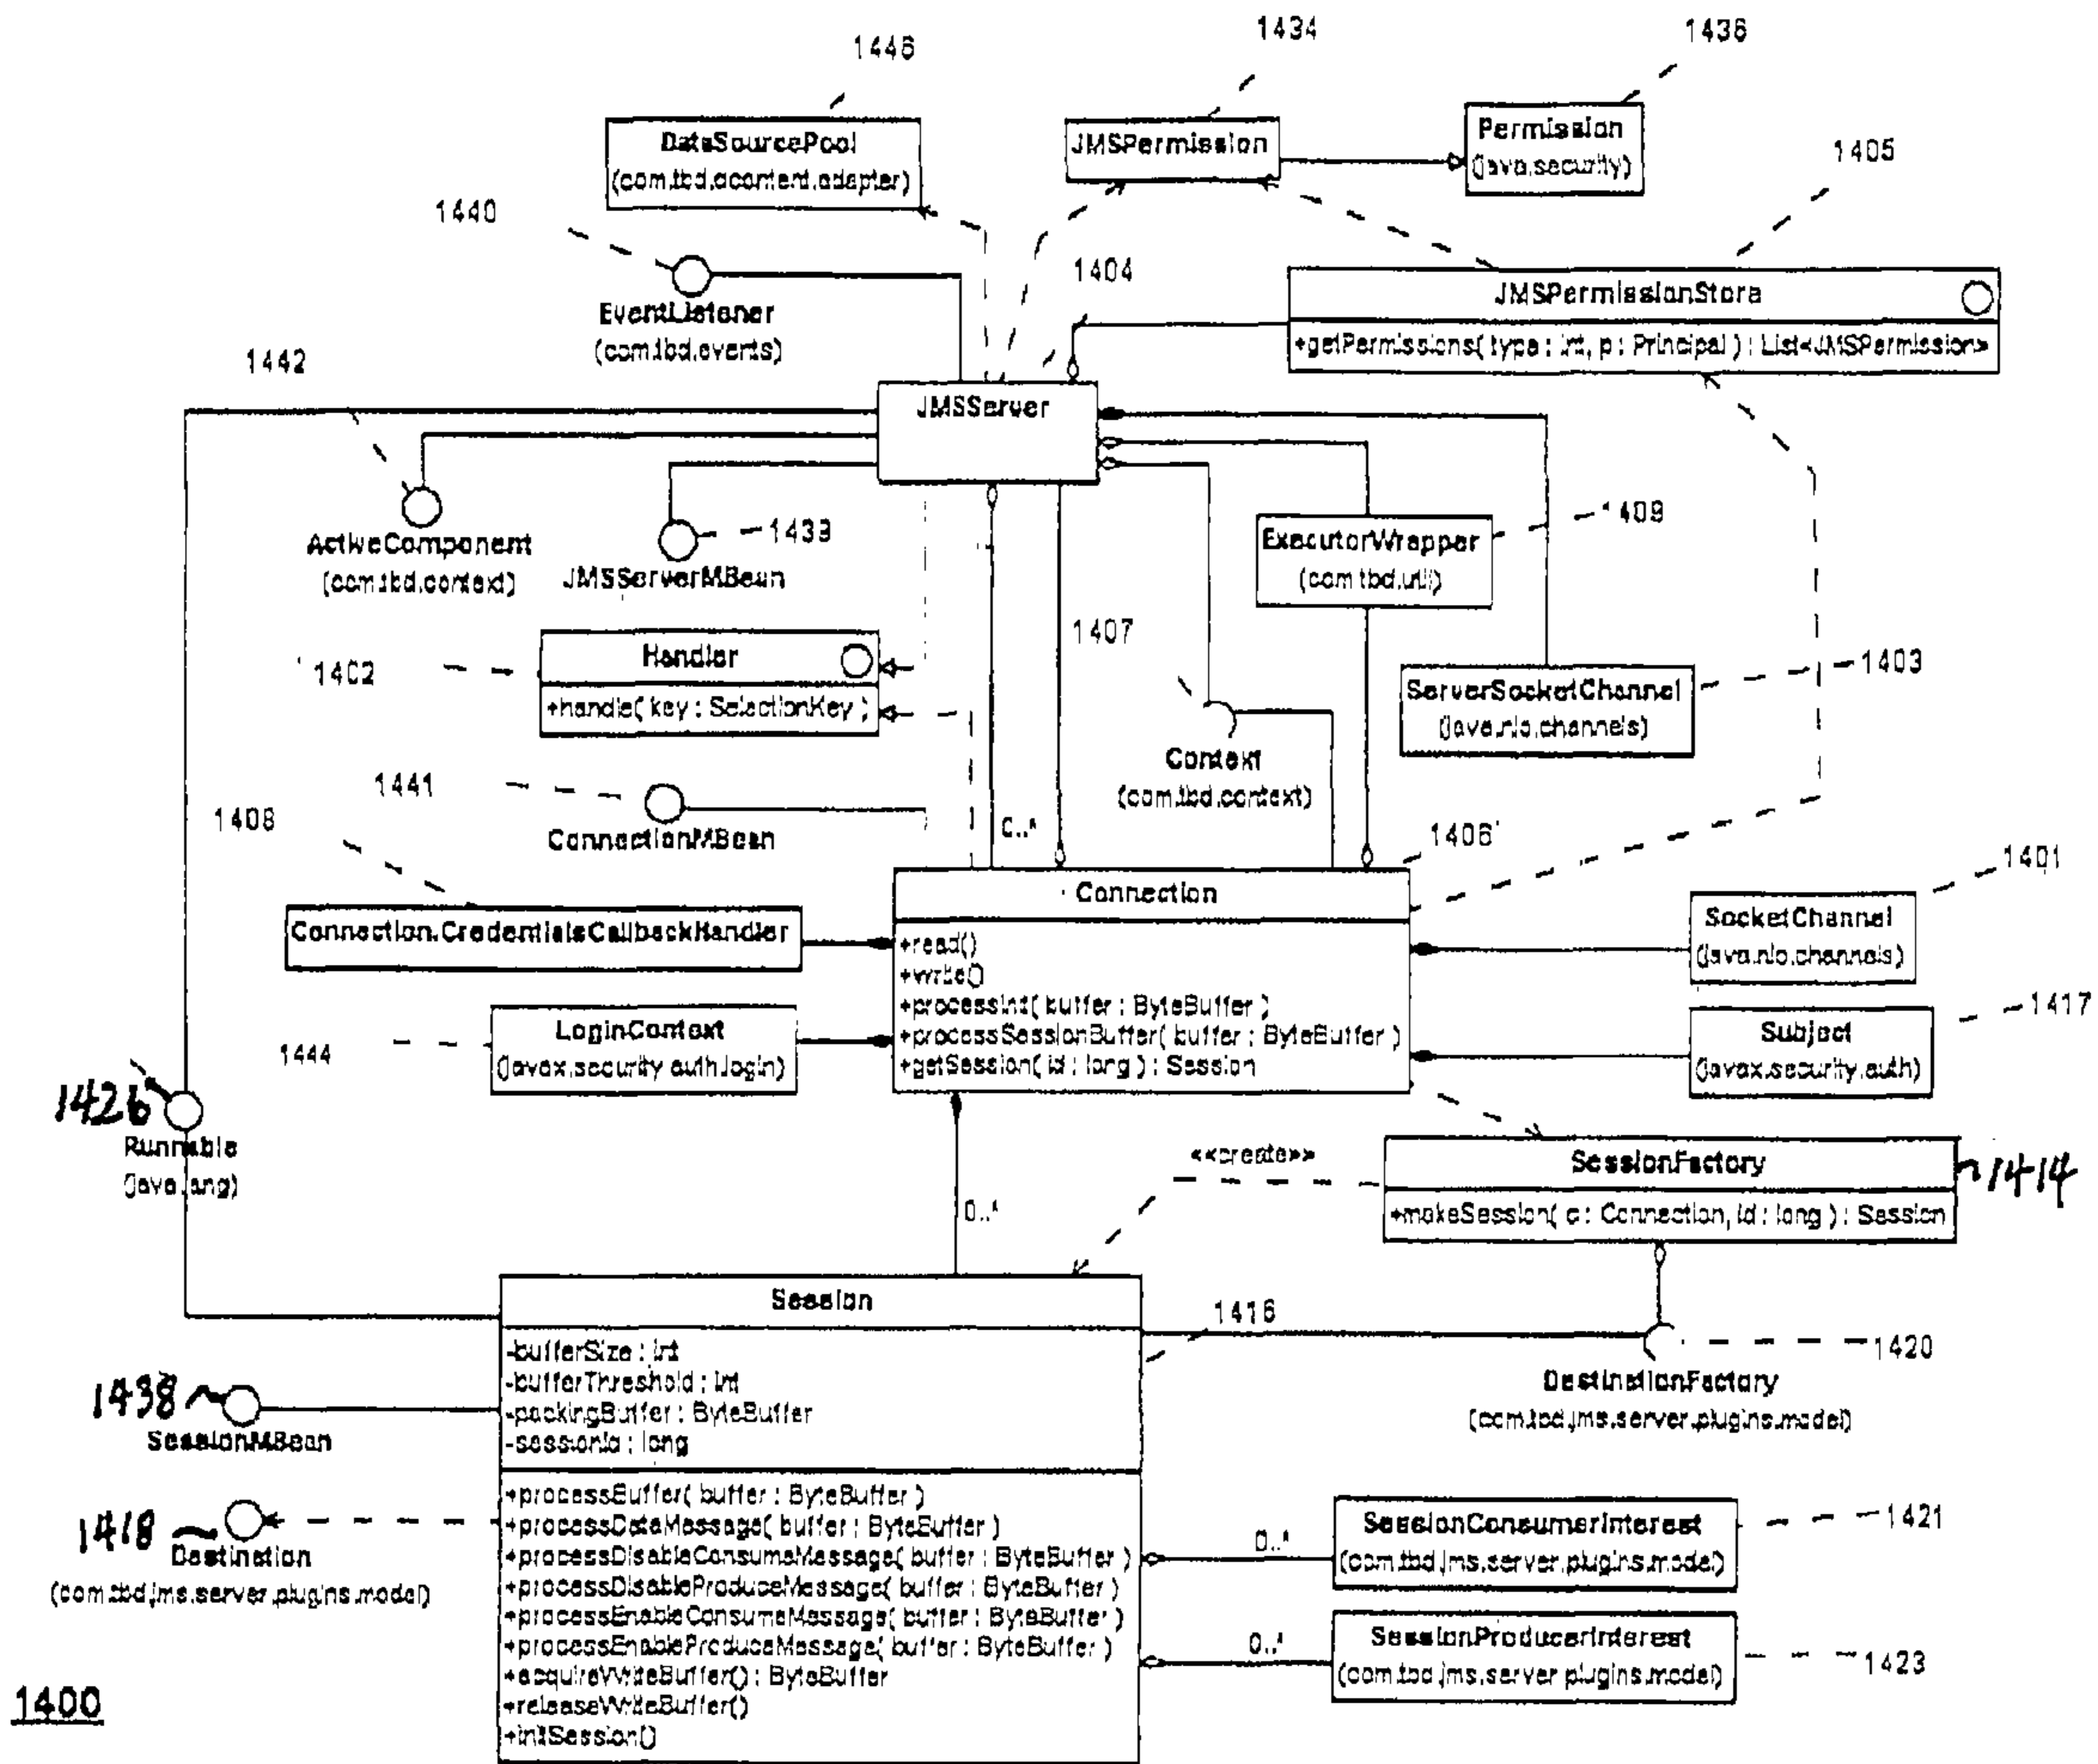 1446
1434
1436
DataSourcePool
(com.tbd.acontent.adapter)
JMSPermission
Permission
(java.security)
1405
1440
1404
EventListener
(com.tbd.events)
JMSPermissionStore
+getPermissions( type : int, p : Principal ) : List<JMSPermission>
1442
JMSServer
ActiveComponent
(com.tbd.context)
1439
JMSServerMBean
1409
ExecutorWrapper
(com.tbd.util)
1407
1402
Handler
+handle( key : SelectionKey )
1403
ServerSocketChannel
(java.nio.channels)
Context
(com.tbd.context)
1441
ConnectionMBean
1408
0..*
1406
1401
Connection
+read()
+write()
+processInt( buffer : ByteBuffer )
+processSessionBuffer( buffer : ByteBuffer )
+getSession( id : long ) : Session
Connection.CredentialsCallbackHandler
SocketChannel
(java.nio.channels)
1417
LoginContext
(javax.security.auth.login)
1444
Subject
(javax.security.auth)
1426
Runnable
(java.lang)
<<create>>
SessionFactory
+makeSession( c : Connection, id : long ) : Session
1414
0..*
Session
-bufferSize : int
-bufferThreshold : int
-packingBuffer : ByteBuffer
-sessionId : long
+processBuffer( buffer : ByteBuffer )
+processDataMessage( buffer : ByteBuffer )
+processDisableConsumeMessage( buffer : ByteBuffer )
+processDisableProduceMessage( buffer : ByteBuffer )
+processEnableConsumeMessage( buffer : ByteBuffer )
+processEnableProduceMessage( buffer : ByteBuffer )
+acquireWriteBuffer() : ByteBuffer
+releaseWriteBuffer()
+initSession()
1416
1420
DestinationFactory
(com.tbd.jms.server.plugins.model)
1438
SessionMBean
1418
Destination
(com.tbd.jms.server.plugins.model)
0..*
SessionConsumerInterest
(com.tbd.jms.server.plugins.model)
1421
0..*
SessionProducerInterest
(com.tbd.jms.server.plugins.model)
1423
1400